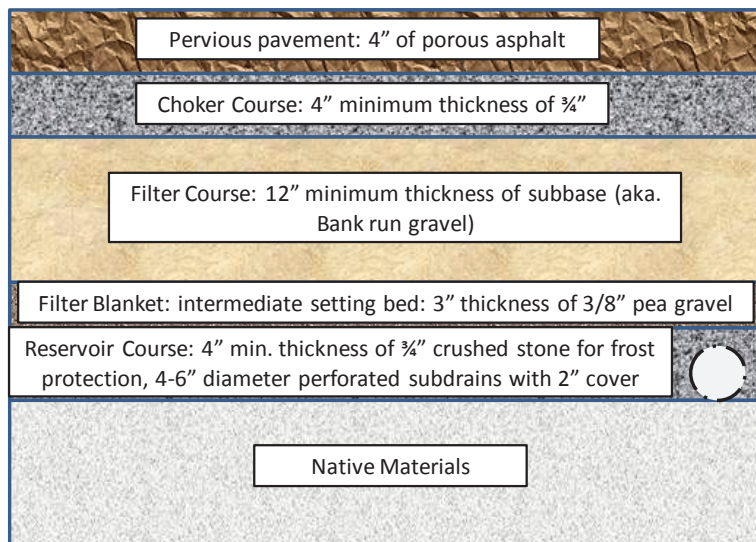 Pervious pavement: 4” of porous asphalt
Choker Course: 4” minimum thickness of ¾”
Filter Course: 12” minimum thickness of subbase (aka.
Bank run gravel)
Filter Blanket: intermediate setting bed: 3” thickness of 3/8” pea gravel
Reservoir Course: 4” min. thickness of ¾” crushed stone for frost
protection, 4-6” diameter perforated subdrains with 2” cover
Native Materials